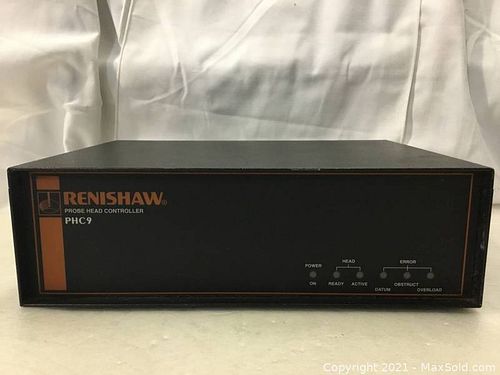 RENISHAW®
PROBE HEAD CONTROLLER
PHC9
POWER HEAD ERROR
ON READY ACTIVE DATUM OBSTRUCT OVERLOAD
Copyright 2021 - MaxSold.com